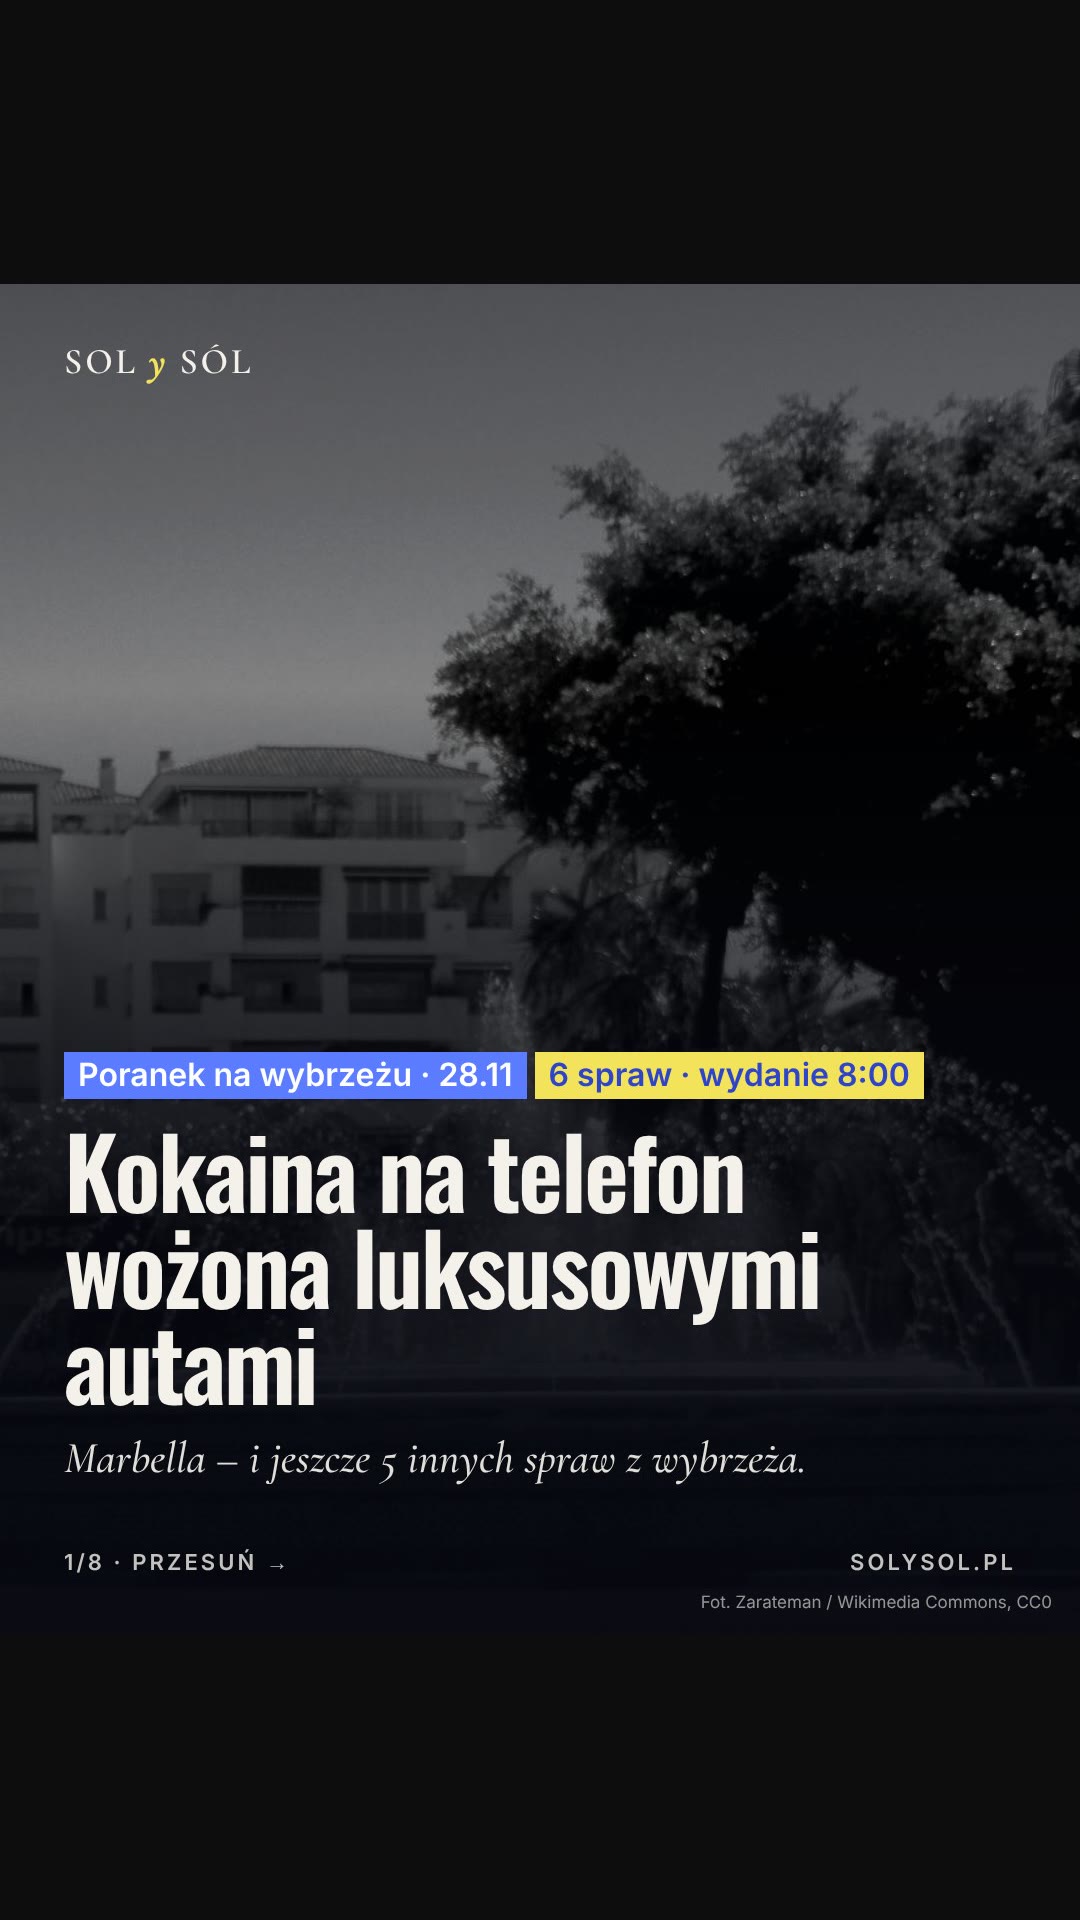 SOL y SÓL
Poranek na wybrzeżu · 28.11
6 spraw · wydanie 8:00
Kokaina na telefon
wożona luksusowymi
autami
Marbella – i jeszcze 5 innych spraw z wybrzeża.
1/8 · PRZESUŃ →
SOLYSOL.PL
Fot. Zarateman / Wikimedia Commons, CC0